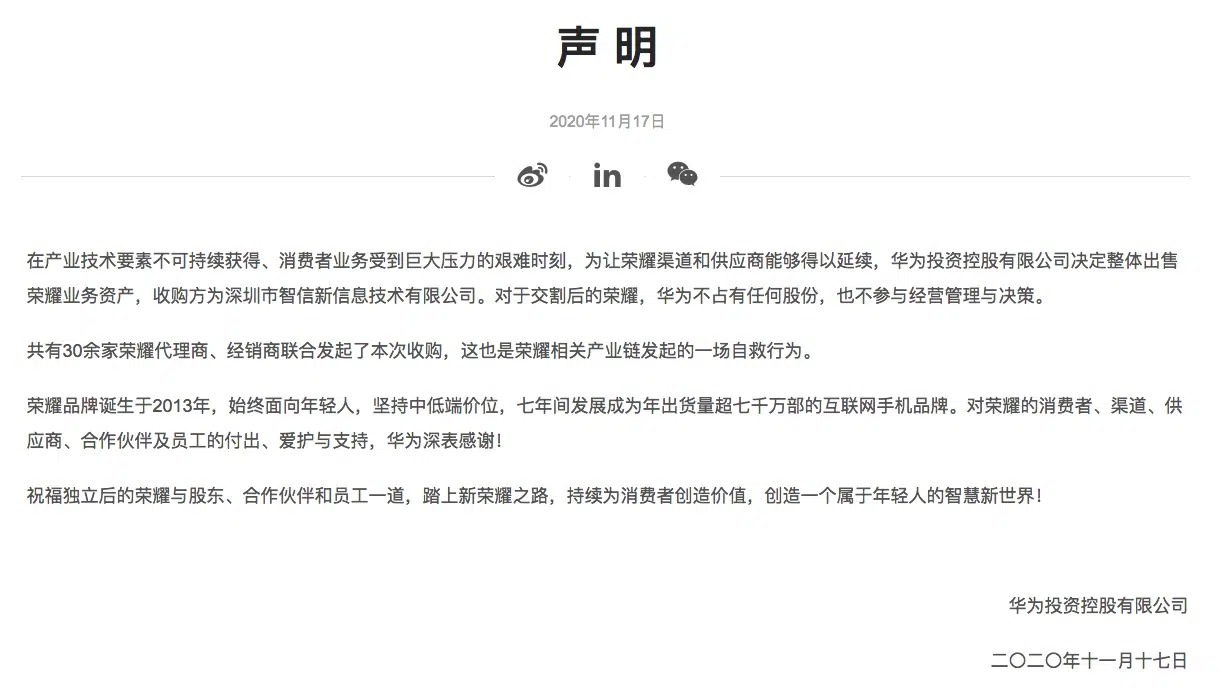 声 明
2020年11月17日
in
在产业技术要素不可持续获得、消费者业务受到巨大压力的艰难时刻，为让荣耀渠道和供应商能够得以延续，华为投资控股有限公司决定整体出售
荣耀业务资产，收购方为深圳市智信新信息技术有限公司。对于交割后的荣耀，华为不占有任何股份，也不参与经营管理与决策。
共有30余家荣耀代理商、经销商联合发起了本次收购，这也是荣耀相关产业链发起的一场自救行为。
荣耀品牌诞生于2013年，始终面向年轻人，坚持中低端价位，七年间发展成为年出货量超七千万部的互联网手机品牌。对荣耀的消费者、渠道、供
应商、合作伙伴及员工的付出、爱护与支持，华为深表感谢！
祝福独立后的荣耀与股东、合作伙伴和员工一道，踏上新荣耀之路，持续为消费者创造价值，创造一个属于年轻人的智慧新世界！
华为投资控股有限公司
二〇二〇年十一月十七日